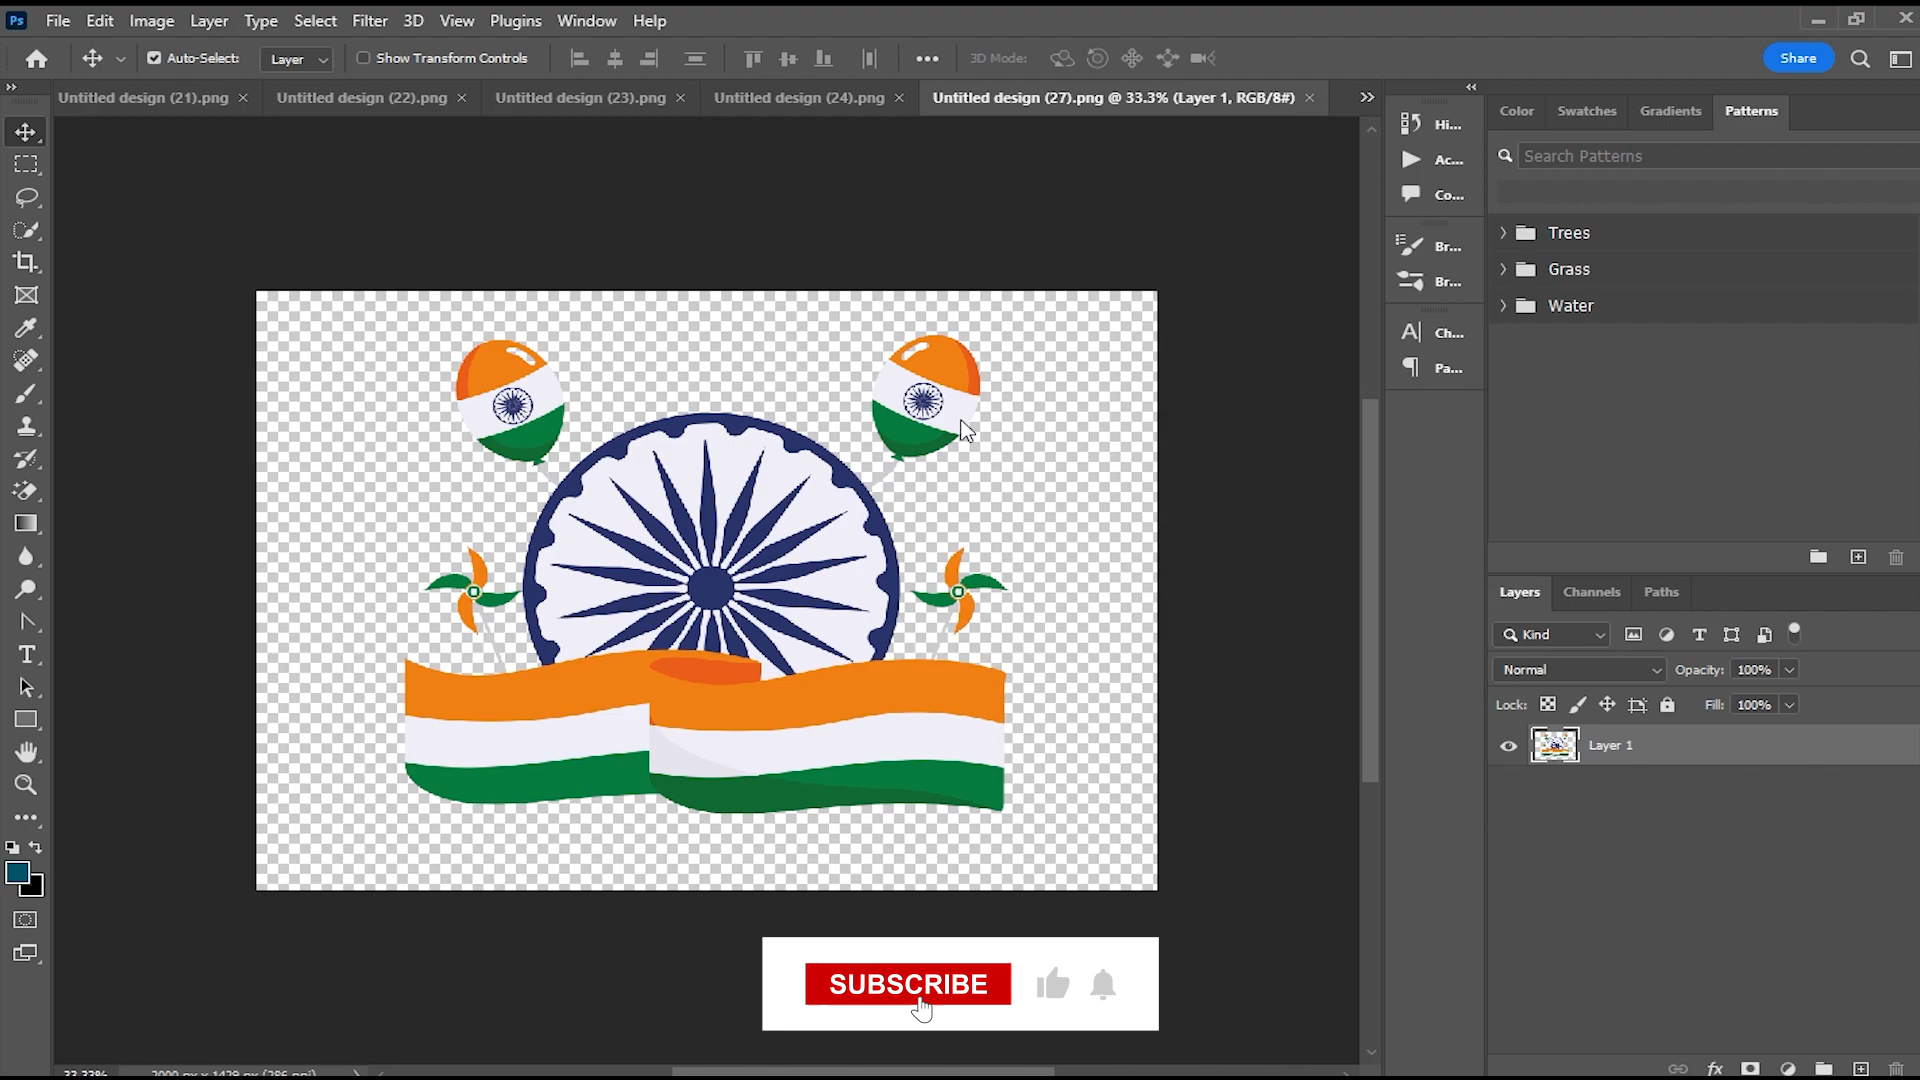 Ps File Edit Image Layer Type Select Filter 3D View Plugins Window Help
Auto-Select: Layer Show Transform Controls 3D Mode: Share
Untitled design (21).png Untitled design (22).png Untitled design (23).png Untitled design (24).png Untitled design (27).png @ 33.3% (Layer 1, RGB/8#)
Hi...
Ac...
Co...
Br...
Br...
Ch...
Pa...
Color Swatches Gradients Patterns
Search Patterns
Trees
Grass
Water
Layers Channels Paths
Kind
Normal Opacity: 100%
Lock: Fill: 100%
Layer 1
SUBSCRIBE
33.33% 2000 px x 1429 px (286 ppi)